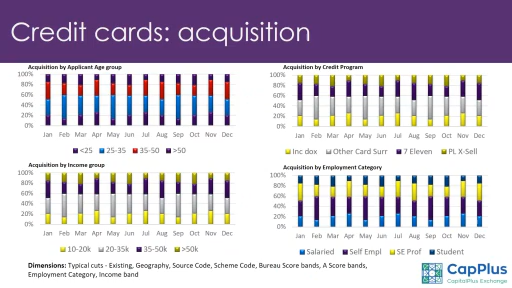 Credit cards: acquisition
Acquisition by Applicant Age group
100%
80%
60%
40%
20%
0%
Jan Feb Mar Apr May Jun Jul Aug Sep Oct Nov Dec
<25 25-35 35-50 >50
Acquisition by Credit Program
100%
80%
60%
40%
20%
0%
Jan Feb Mar Apr May Jun Jul Aug Sep Oct Nov Dec
Inc dox Other Card Surr 7 Eleven PL X-Sell
Acquisition by Income group
100%
80%
60%
40%
20%
0%
Jan Feb Mar Apr May Jun Jul Aug Sep Oct Nov Dec
10-20k 20-35k 35-50k >50k
Acquisition by Employment Category
100%
80%
60%
40%
20%
0%
Jan Feb Mar Apr May Jun Jul Aug Sep Oct Nov Dec
Salaried Self Empl SE Prof Student
Dimensions: Typical cuts - Existing, Geography, Source Code, Scheme Code, Bureau Score bands, A Score bands,
Employment Category, Income band
CapPlus
CapitalPlus Exchange